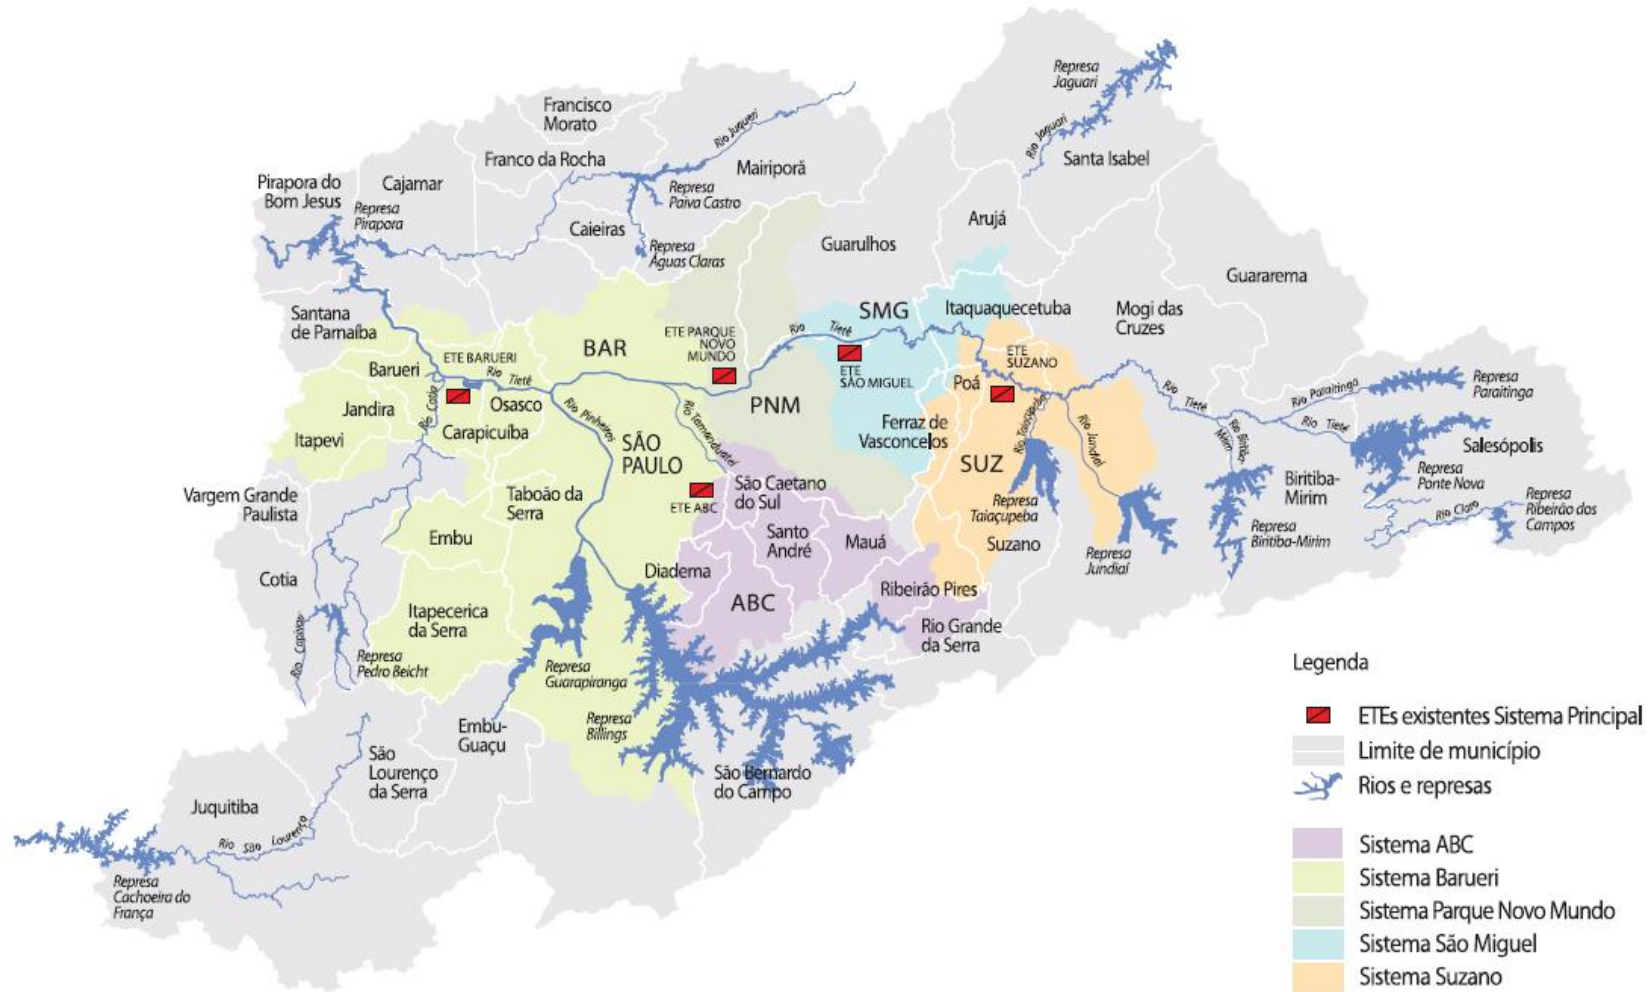 Francisco
Morato
Franco da Rocha
Rio Juqueri
Mairiporã
Represa
Jaguari
Rio Jaguari
Santa Isabel
Pirapora do
Bom Jesus
Cajamar
Represa
Pirapora
Represa
Paiva Castro
Caieiras
Represa
Águas Claras
Guarulhos
Arujá
Guararema
Santana
de Parnaíba
SMG
Itaquaquecetuba
Mogi das
Cruzes
BAR
ETE PARQUE
NOVO
MUNDO
Rio Tietê
ETE BARUERI
Barueri
Rio Tietê
ETE
SÃO MIGUEL
ETE
SUZANO
Poá
Rio Tietê
Rio Paraitinga
Represa
Paraitinga
Jandira
Rio Cotia
Osasco
Rio Pinheiros
Rio Tamanduateí
PNM
Carapicuíba
Itapevi
Ferraz de
Vasconcelos
Rio Taiaçupeba
Rio Jundiaí
Rio Biritiba-
Mirim
Rio Tietê
Salesópolis
SÃO
PAULO
SUZ
Represa
Ponte Nova
Vargem Grande
Paulista
Taboão da
Serra
ETE ABC
São Caetano
do Sul
Represa
Taiaçupeba
Biritiba-
Mirim
Rio Claro
Represa
Ribeirão dos
Campos
Embu
Santo
André
Mauá
Suzano
Represa
Jundiaí
Represa
Biritiba-Mirim
Cotia
Diadema
Ribeirão Pires
Itapecerica
da Serra
ABC
Rio Grande
da Serra
Rio Capivari
Represa
Pedro Beicht
Represa
Guarapiranga
Represa
Billings
Embu-
Guaçu
São
Lourenço
da Serra
São Bernardo
do Campo
Juquitiba
Rio São Lourenço
Represa
Cachoeira do
França
Legenda
ETEs existentes Sistema Principal
Limite de município
Rios e represas
Sistema ABC
Sistema Barueri
Sistema Parque Novo Mundo
Sistema São Miguel
Sistema Suzano